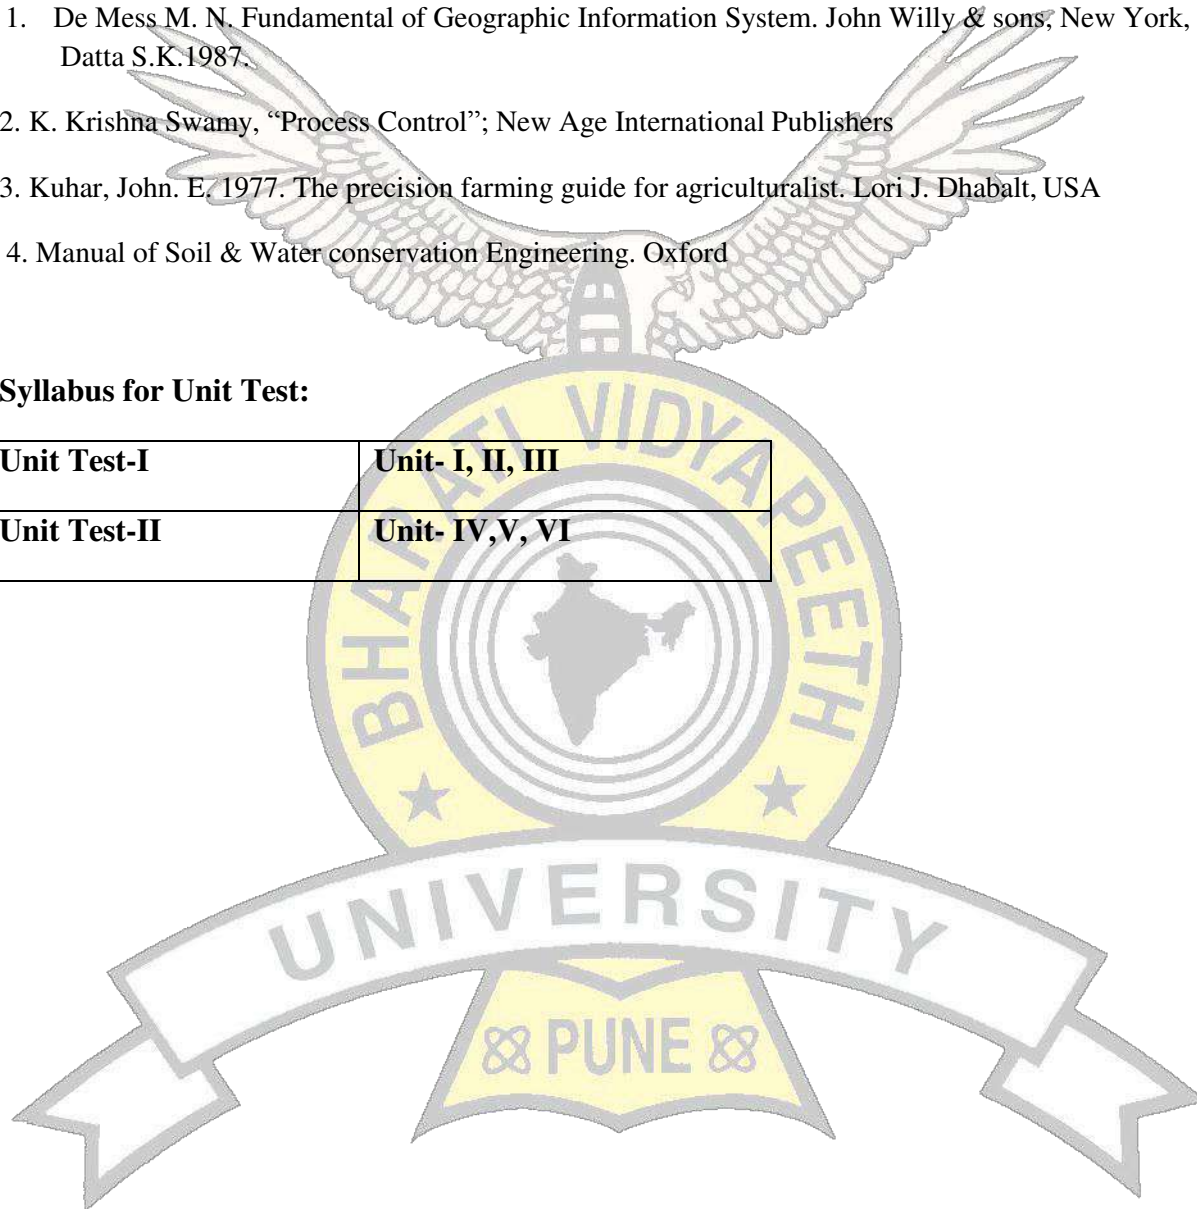 1. De Mess M. N. Fundamental of Geographic Information System. John Willy & sons, New York,
Datta S.K.1987.
2. K. Krishna Swamy, “Process Control”; New Age International Publishers
3. Kuhar, John. E. 1977. The precision farming guide for agriculturalist. Lori J. Dhabalt, USA
4. Manual of Soil & Water conservation Engineering. Oxford
Syllabus for Unit Test:
Unit Test-I Unit- I, II, III
Unit Test-II Unit- IV,V, VI
BHARATI VIDYAPEETH
UNIVERSITY
PUNE